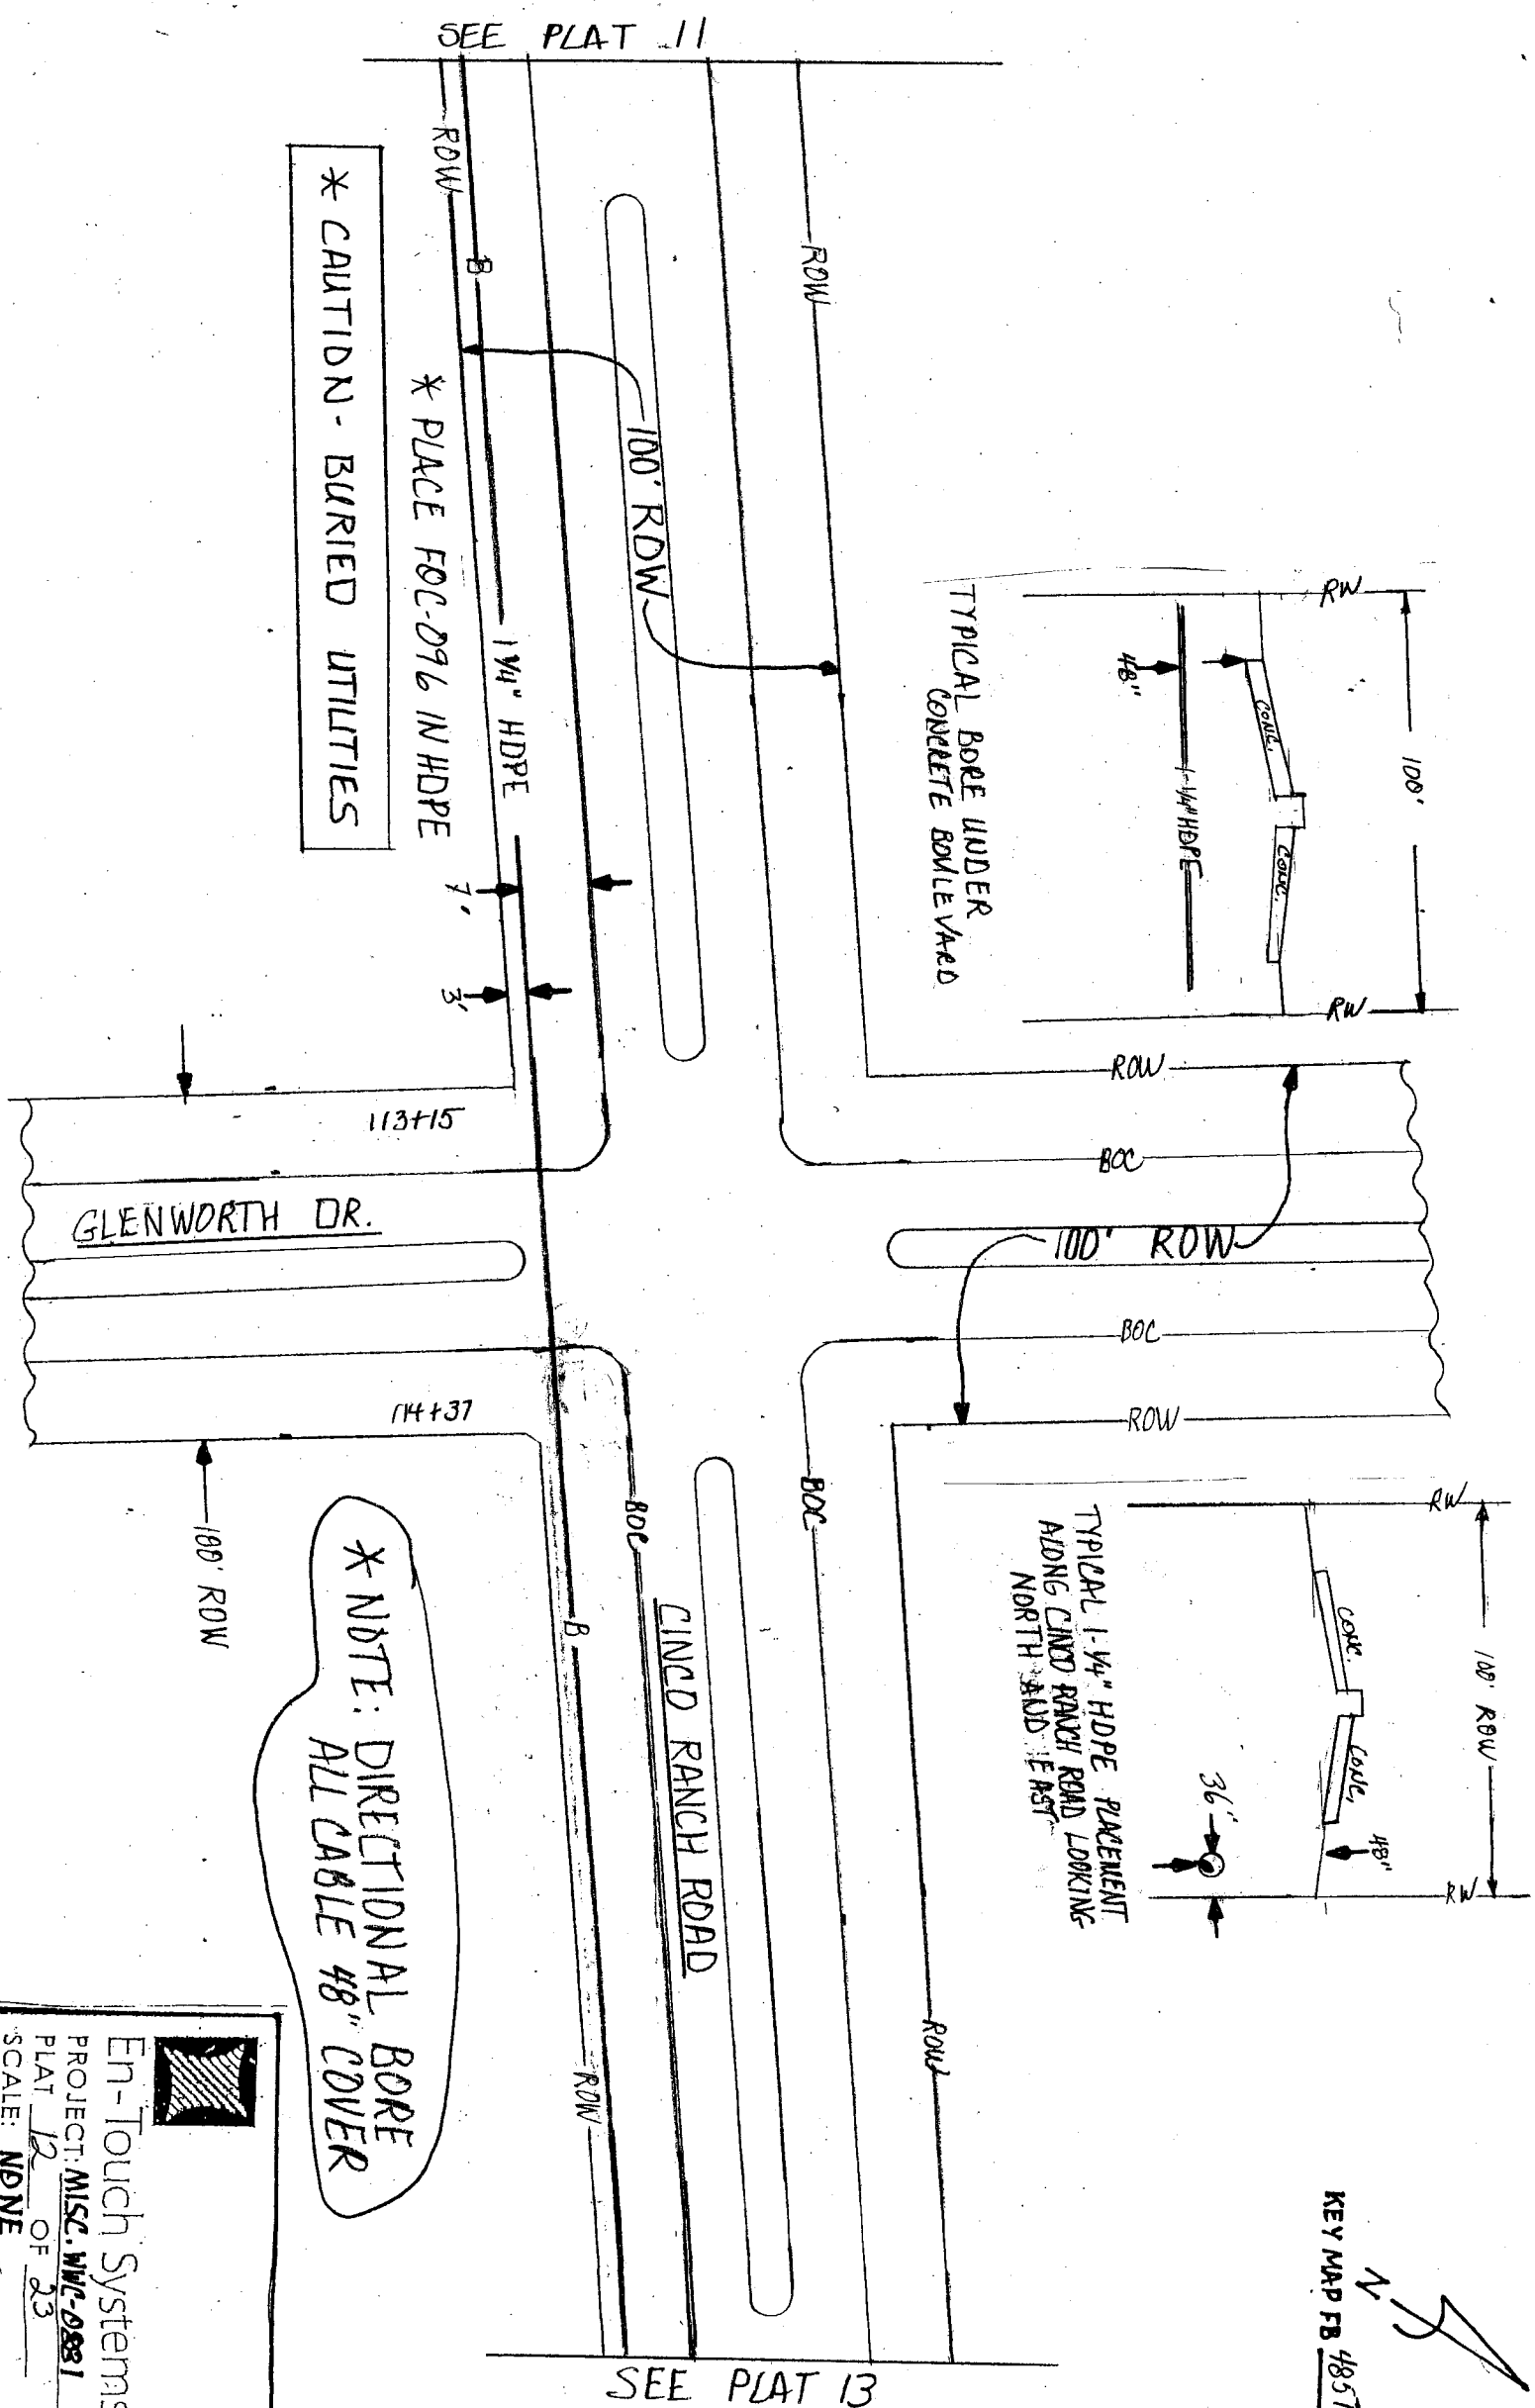 SEE PLAT 11
ROW
ROW
B
100' ROW
1 1/4" HDPE
* PLACE FOC-096 IN HDPE
* CAUTION - BURIED UTILITIES
7'
3'
RW
100'
RW
CONC.
CONC.
48"
1-1/4" HDPE
TYPICAL BORE UNDER
CONCRETE BOULEVARD
ROW
BOC
100' ROW
BOC
ROW
113+15
GLENWORTH DR.
114+37
100' ROW
RW
100' ROW
RW
CONC.
CONC.
48"
36'
TYPICAL 1-1/4" HDPE PLACEMENT
ALONG CINCO RANCH ROAD LOOKING
NORTH AND EAST
BOC
BOC
CINCO RANCH ROAD
B
ROW
ROW
* NOTE: DIRECTIONAL BORE
ALL CABLE 48" COVER
SEE PLAT 13
N
KEY MAP FB 4857
En-Touch Systems
PROJECT: MISC. WWC-0881
PLAT 12 OF 23
SCALE: NONE